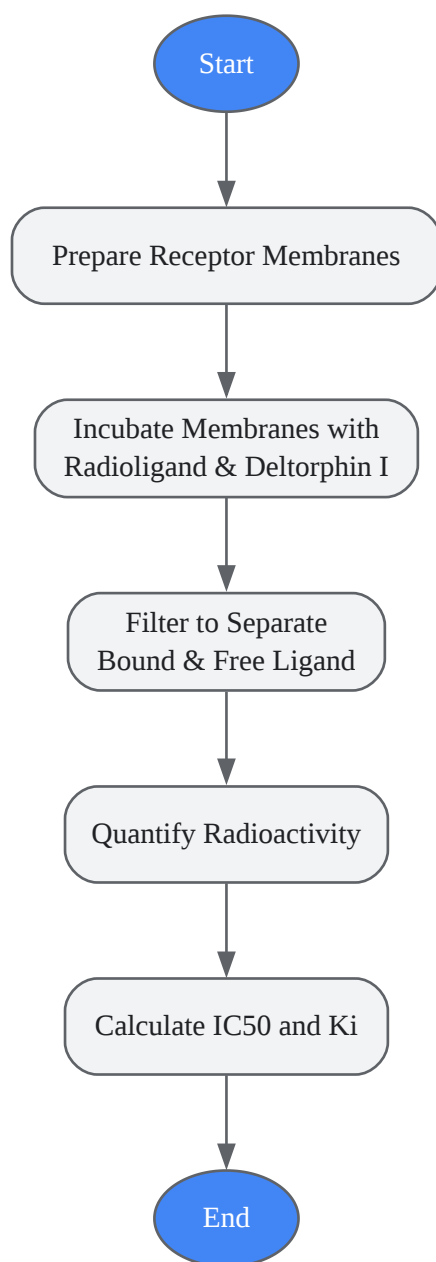 Start
Prepare Receptor Membranes
Incubate Membranes with
Radioligand & Deltorphin I
Filter to Separate
Bound & Free Ligand
Quantify Radioactivity
Calculate IC50 and Ki
End